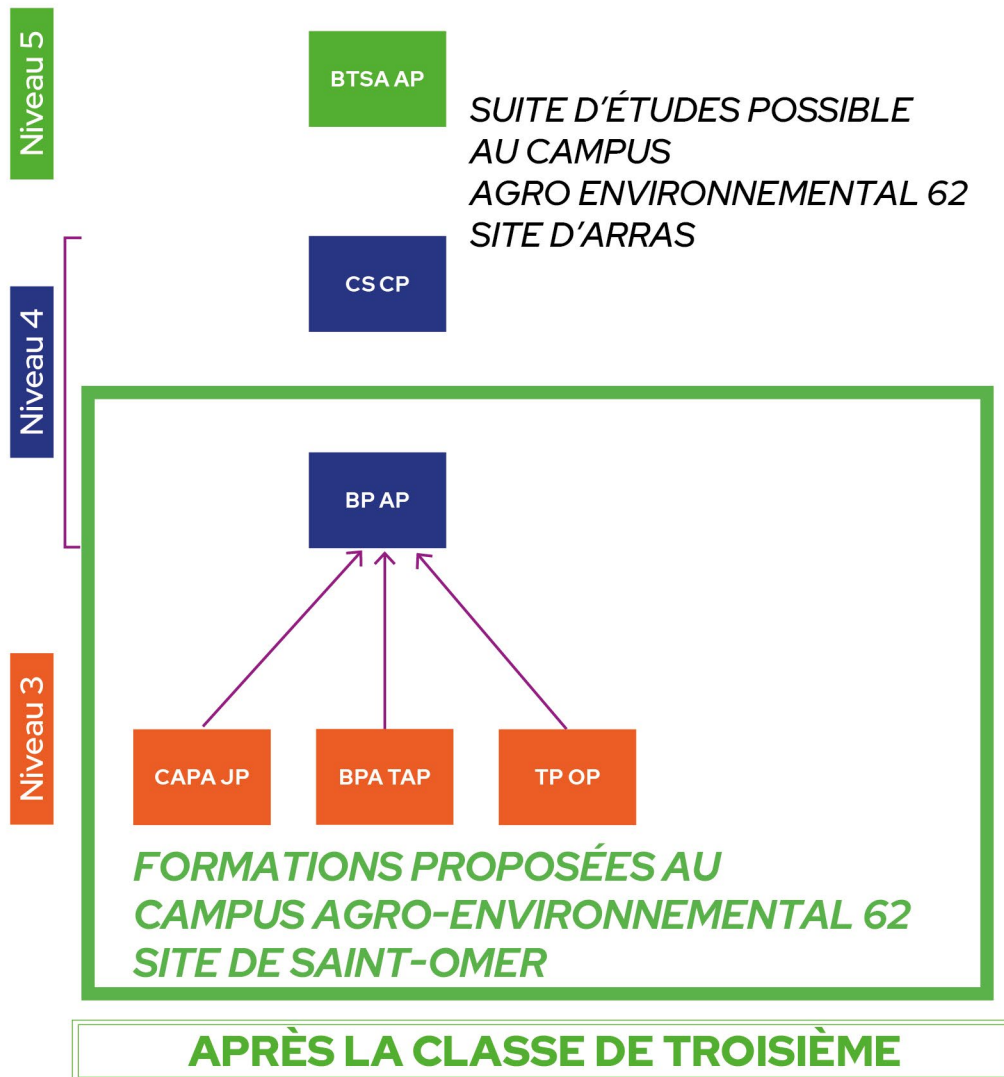 Niveau 5
BTSA AP
SUITE D'ÉTUDES POSSIBLE
AU CAMPUS
AGRO ENVIRONNEMENTAL 62
SITE D'ARRAS
Niveau 4
CS CP
BP AP
Niveau 3
CAPA JP
BPA TAP
TP OP
FORMATIONS PROPOSÉES AU
CAMPUS AGRO-ENVIRONNEMENTAL 62
SITE DE SAINT-OMER
APRÈS LA CLASSE DE TROISIÈME